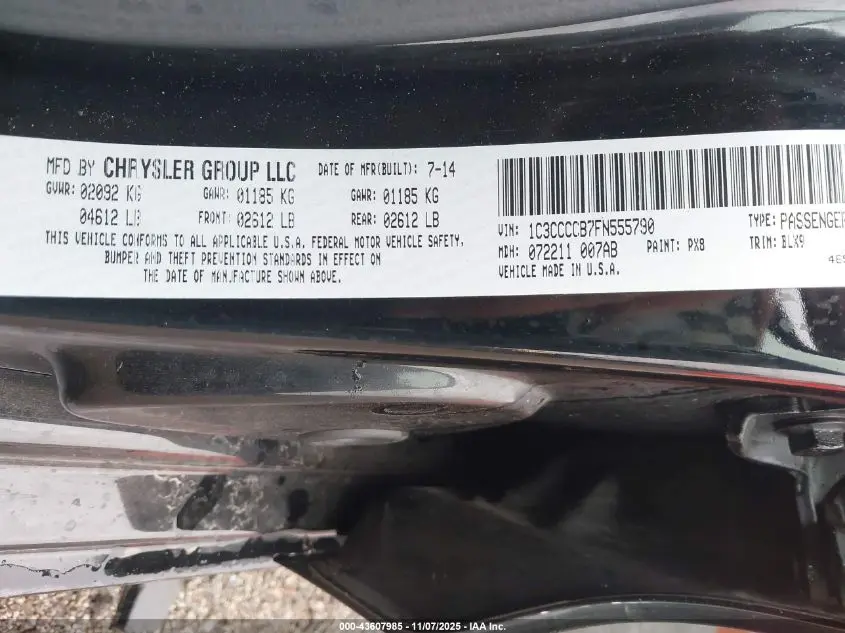 MFD BY CHRYSLER GROUP LLC DATE OF MFR(BUILT): 7-14
GVWR: 02092 KG GAWR: 01185 KG GAWR: 01185 KG
04612 LB FRONT: 02612 LB REAR: 02612 LB
THIS VEHICLE CONFORMS TO ALL APPLICABLE U.S.A. FEDERAL MOTOR VEHICLE SAFETY,
BUMPER AND THEFT PREVENTION STANDARDS IN EFFECT ON
THE DATE OF MANUFACTURE SHOWN ABOVE.
VIN: 1C3CCCCB7FN555790 TYPE: PASSENGER
MDH: 072211 007AB PAINT: PX8 TRIM: BLX9
VEHICLE MADE IN U.S.A.
000-43607985 - 11/07/2025 - IAA Inc.